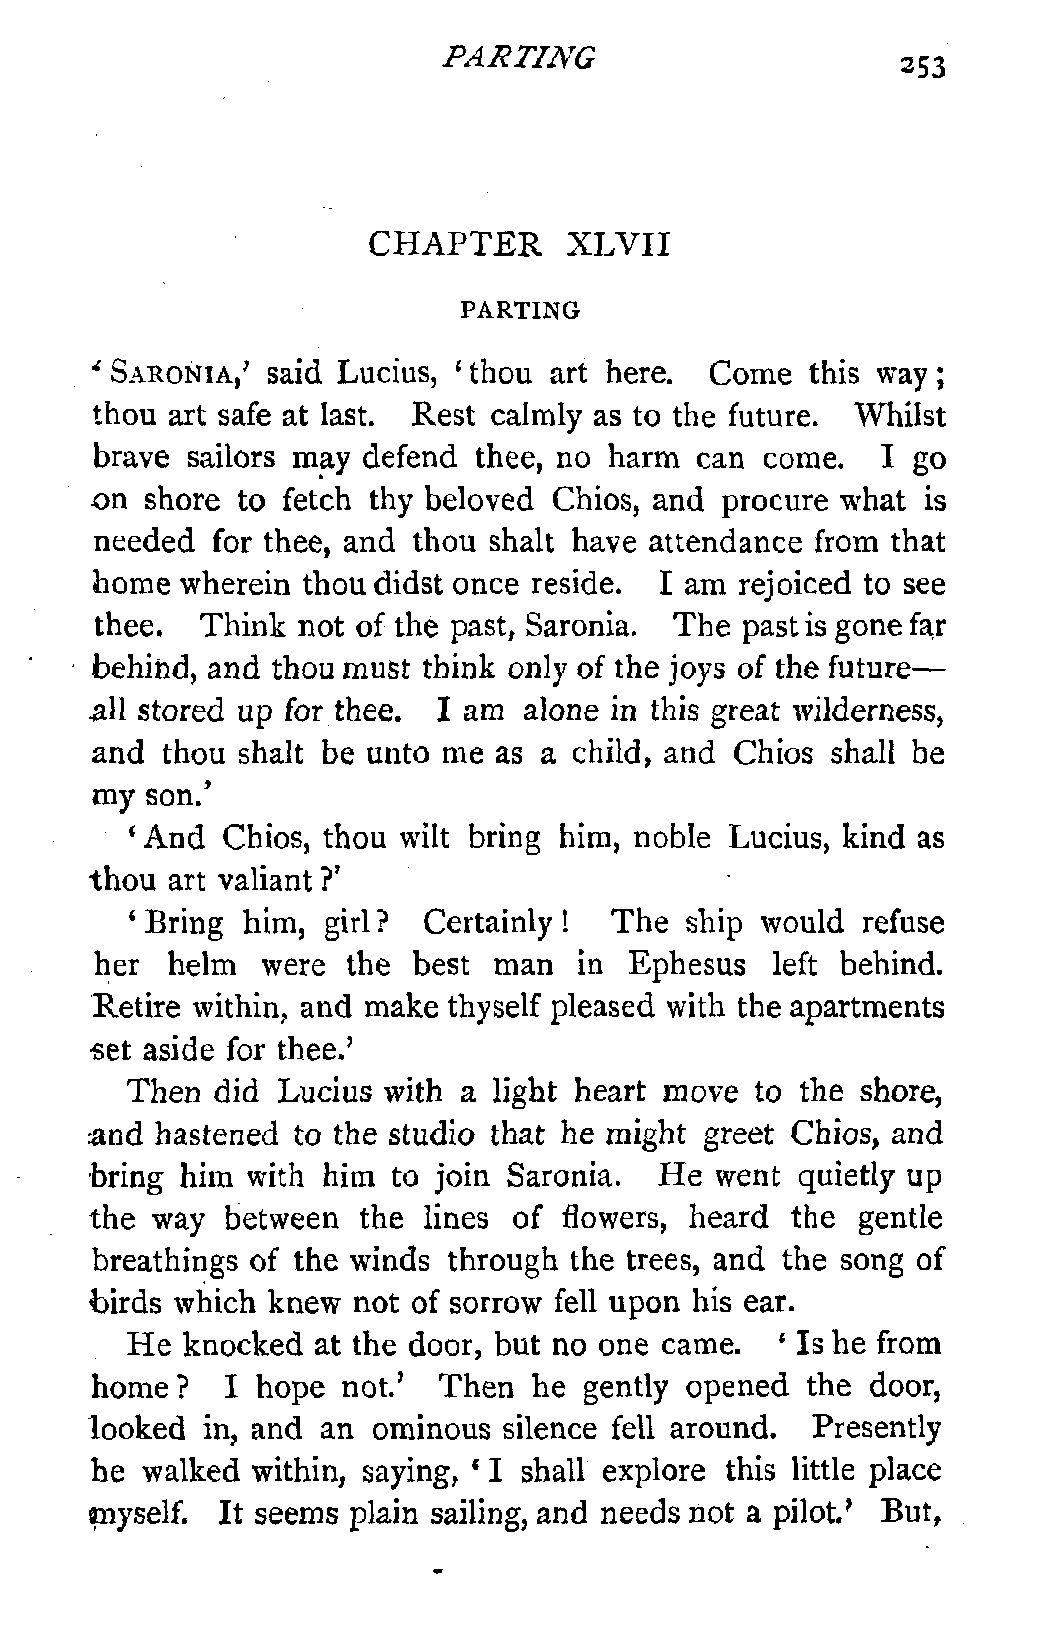 PARTING
253
CHAPTER XLVII
PARTING
‘SARONIA,’ said Lucius, ‘thou art here. Come this way;
thou art safe at last. Rest calmly as to the future. Whilst
brave sailors may defend thee, no harm can come. I go
on shore to fetch thy beloved Chios, and procure what is
needed for thee, and thou shalt have attendance from that
home wherein thou didst once reside. I am rejoiced to see
thee. Think not of the past, Saronia. The past is gone far
behind, and thou must think only of the joys of the future—
all stored up for thee. I am alone in this great wilderness,
and thou shalt be unto me as a child, and Chios shall be
my son.’
‘And Chios, thou wilt bring him, noble Lucius, kind as
thou art valiant?’
‘Bring him, girl? Certainly! The ship would refuse
her helm were the best man in Ephesus left behind.
Retire within, and make thyself pleased with the apartments
set aside for thee.’
Then did Lucius with a light heart move to the shore,
and hastened to the studio that he might greet Chios, and
bring him with him to join Saronia. He went quietly up
the way between the lines of flowers, heard the gentle
breathings of the winds through the trees, and the song of
birds which knew not of sorrow fell upon his ear.
He knocked at the door, but no one came. ‘Is he from
home? I hope not.’ Then he gently opened the door,
looked in, and an ominous silence fell around. Presently
he walked within, saying, ‘I shall explore this little place
myself. It seems plain sailing, and needs not a pilot.’ But,